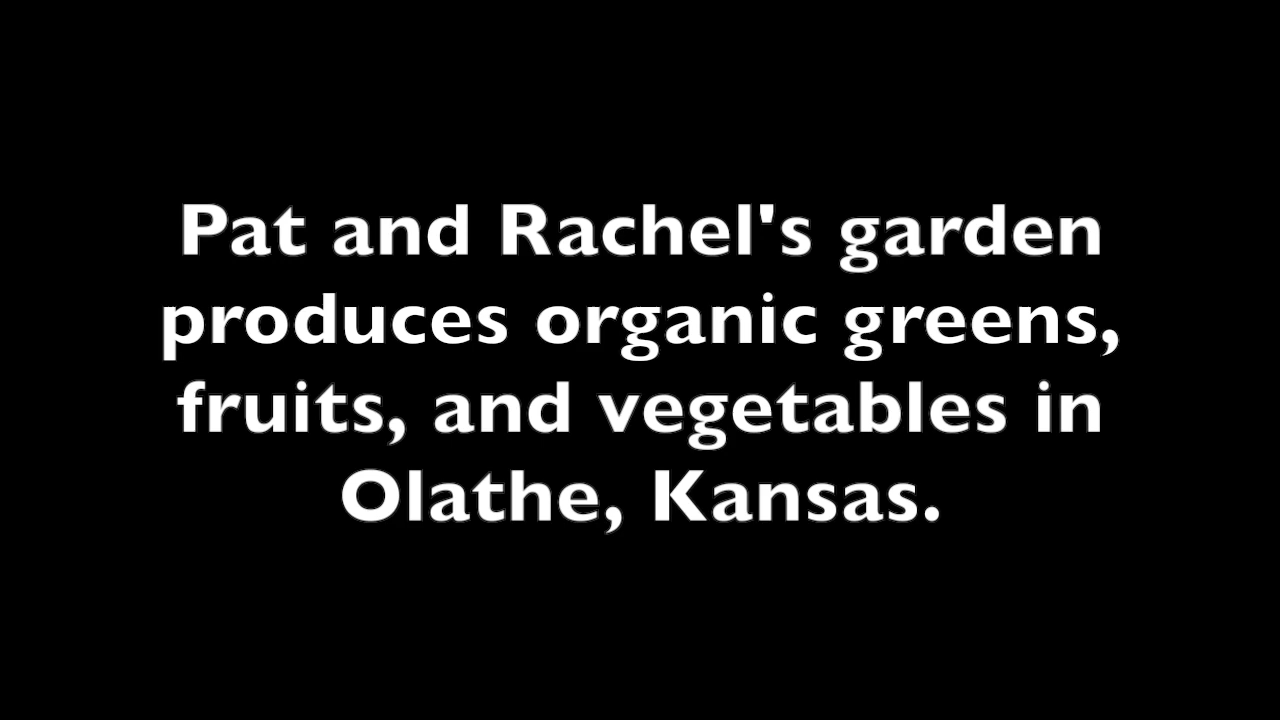 Pat and Rachel's garden
produces organic greens,
fruits, and vegetables in
Olathe, Kansas.